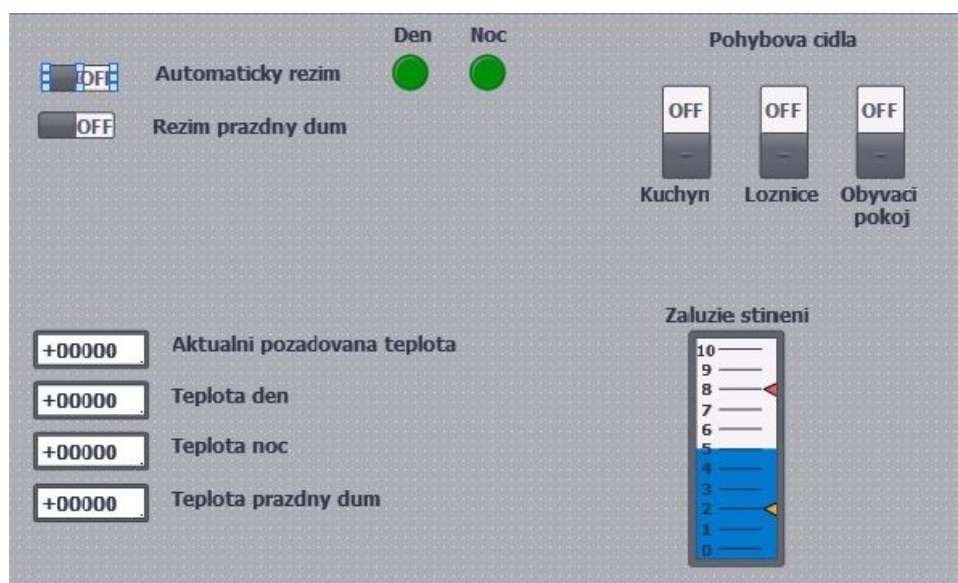 Den Noc
Pohybova cidla
OFF Automaticky rezim
OFF Rezim prazdny dum
OFF OFF OFF
Kuchyn Loznice Obyvaci
pokoj
Zaluzie stineni
+00000 Aktualni pozadovana teplota
+00000 Teplota den
+00000 Teplota noc
+00000 Teplota prazdny dum
10
9
8
7
6
5
4
3
2
1
0